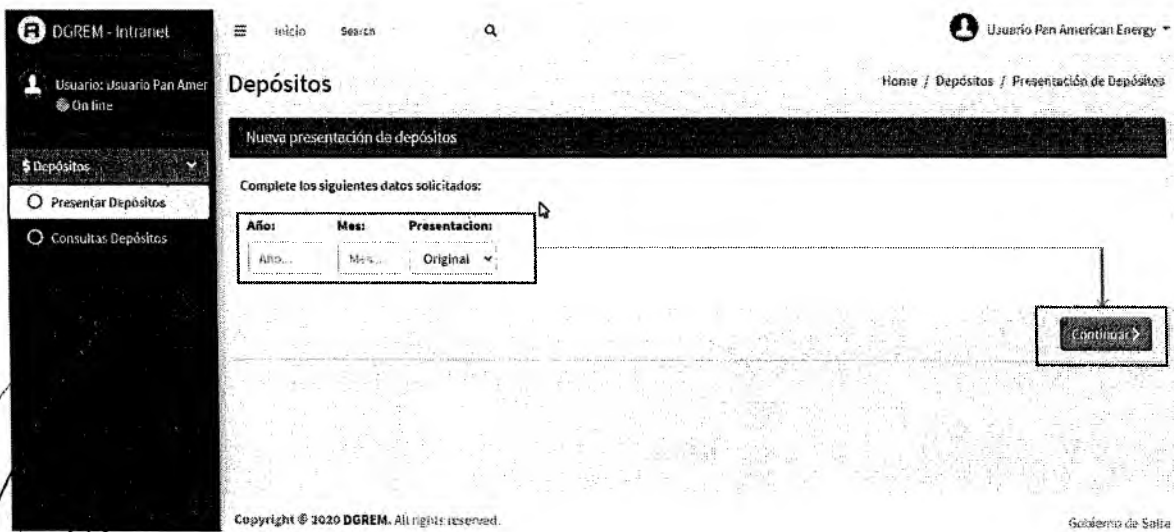 R DGREM - Intranet
Inicio Search
Usuario Pan American Energy
Usuario: Usuario Pan Amer
On line
Depósitos
Home / Depósitos / Presentación de Depósitos
Nueva presentación de depósitos
$ Depósitos
Presentar Depósitos
Consultas Depósitos
Complete los siguientes datos solicitados:
Año: Mes: Presentacion:
Año... Mes... Original
Continuar
Copyright © 2020 DGREM. All rights reserved.
Gobierno de Salta